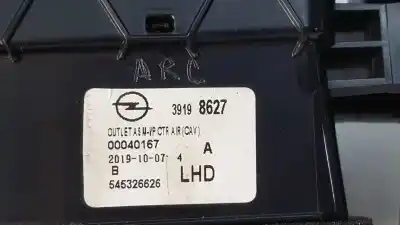 ARC
3919 8627
OUTLET ASM-I/P CTR AIR(CAV)
00040167 A
2019-10-07 4
B LHD
545326626